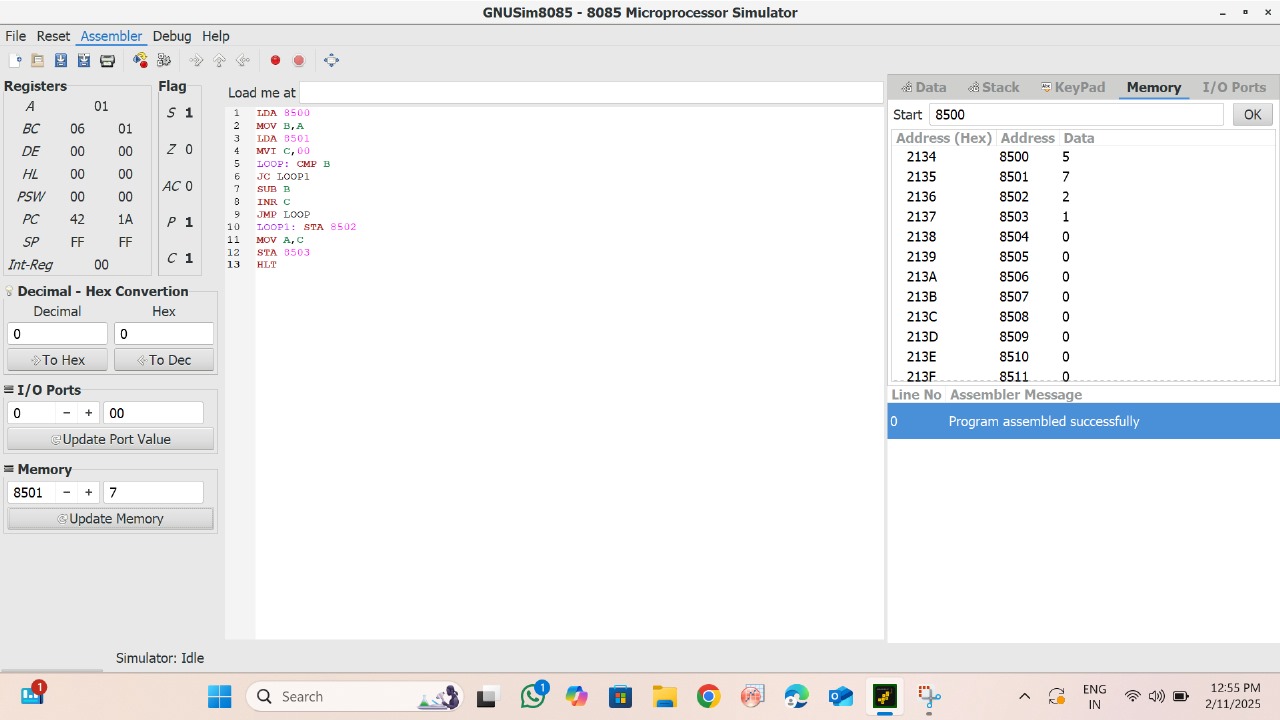 GNUSim8085 - 8085 Microprocessor Simulator
File Reset Assembler Debug Help
Registers
A 01
BC 06 01
DE 00 00
HL 00 00
PSW 00 00
PC 42 1A
SP FF FF
Int-Reg 00
Flag
S 1
Z 0
AC 0
P 1
C 1
Decimal - Hex Convertion
Decimal Hex
0 0
To Hex To Dec
I/O Ports
0 - + 00
Update Port Value
Memory
8501 - + 7
Update Memory
Load me at
1 LDA 8500
2 MOV B,A
3 LDA 8501
4 MVI C,00
5 LOOP: CMP B
6 JC LOOP1
7 SUB B
8 INR C
9 JMP LOOP
10 LOOP1: STA 8502
11 MOV A,C
12 STA 8503
13 HLT
Data Stack KeyPad Memory I/O Ports
Start 8500 OK
Address (Hex) Address Data
2134 8500 5
2135 8501 7
2136 8502 2
2137 8503 1
2138 8504 0
2139 8505 0
213A 8506 0
213B 8507 0
213C 8508 0
213D 8509 0
213E 8510 0
213F 8511 0
Line No Assembler Message
0 Program assembled successfully
Simulator: Idle
1
Search
1
ENG
IN
12:55 PM
2/11/2025